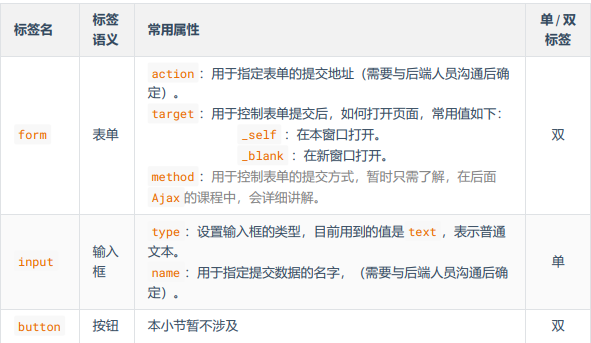 标签名
标签
语义
常用属性
单 / 双
标签
form
表单
action : 用于指定表单的提交地址（需要与后端人员沟通后确
定）。
target : 用于控制表单提交后，如何打开页面，常用值如下：
_self : 在本窗口打开。
_blank : 在新窗口打开。
method : 用于控制表单的提交方式，暂时只需了解，在后面
Ajax 的课程中，会详细讲解。
双
input
输入
框
type : 设置输入框的类型，目前用到的值是 text ，表示普通
文本。
name : 用于指定提交数据的名字，（需要与后端人员沟通后确
定）。
单
button
按钮
本小节暂不涉及
双